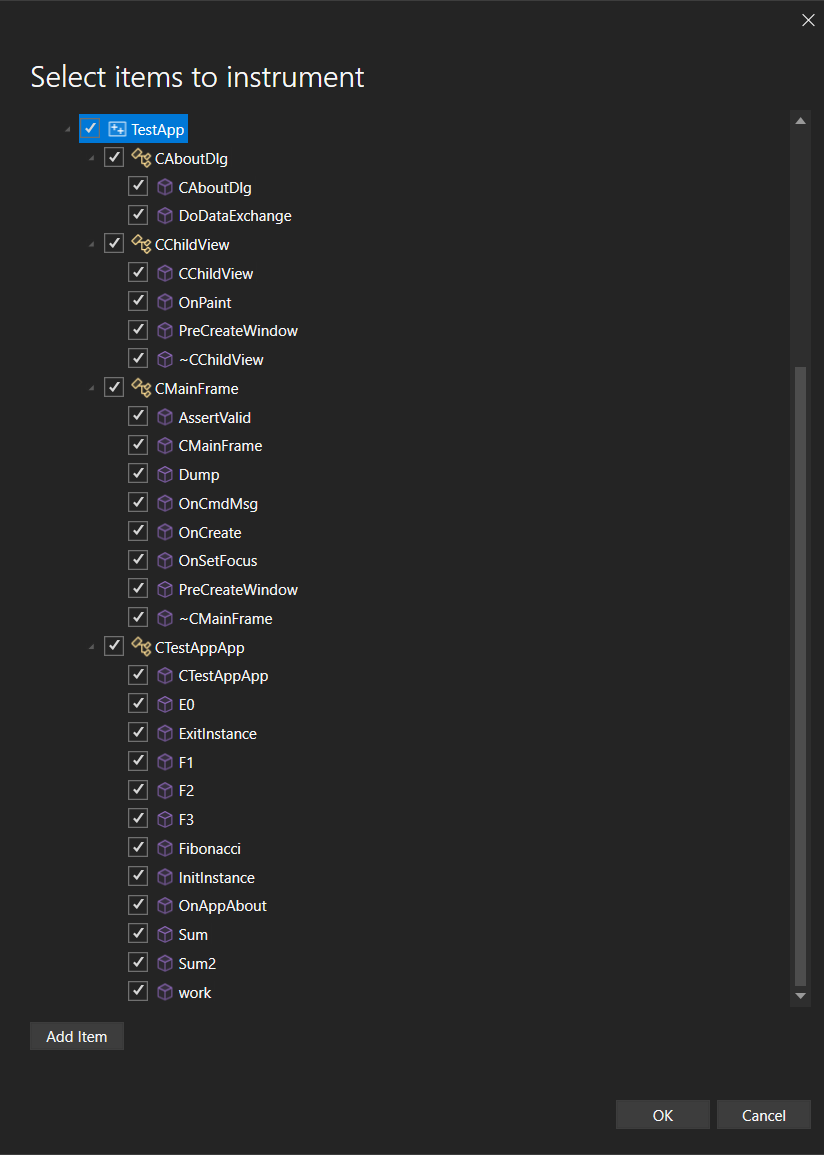 Select items to instrument
TestApp
CAboutDlg
CAboutDlg
DoDataExchange
CChildView
CChildView
OnPaint
PreCreateWindow
~CChildView
CMainFrame
AssertValid
CMainFrame
Dump
OnCmdMsg
OnCreate
OnSetFocus
PreCreateWindow
~CMainFrame
CTestAppApp
CTestAppApp
E0
ExitInstance
F1
F2
F3
Fibonacci
InitInstance
OnAppAbout
Sum
Sum2
work
Add Item
OK Cancel